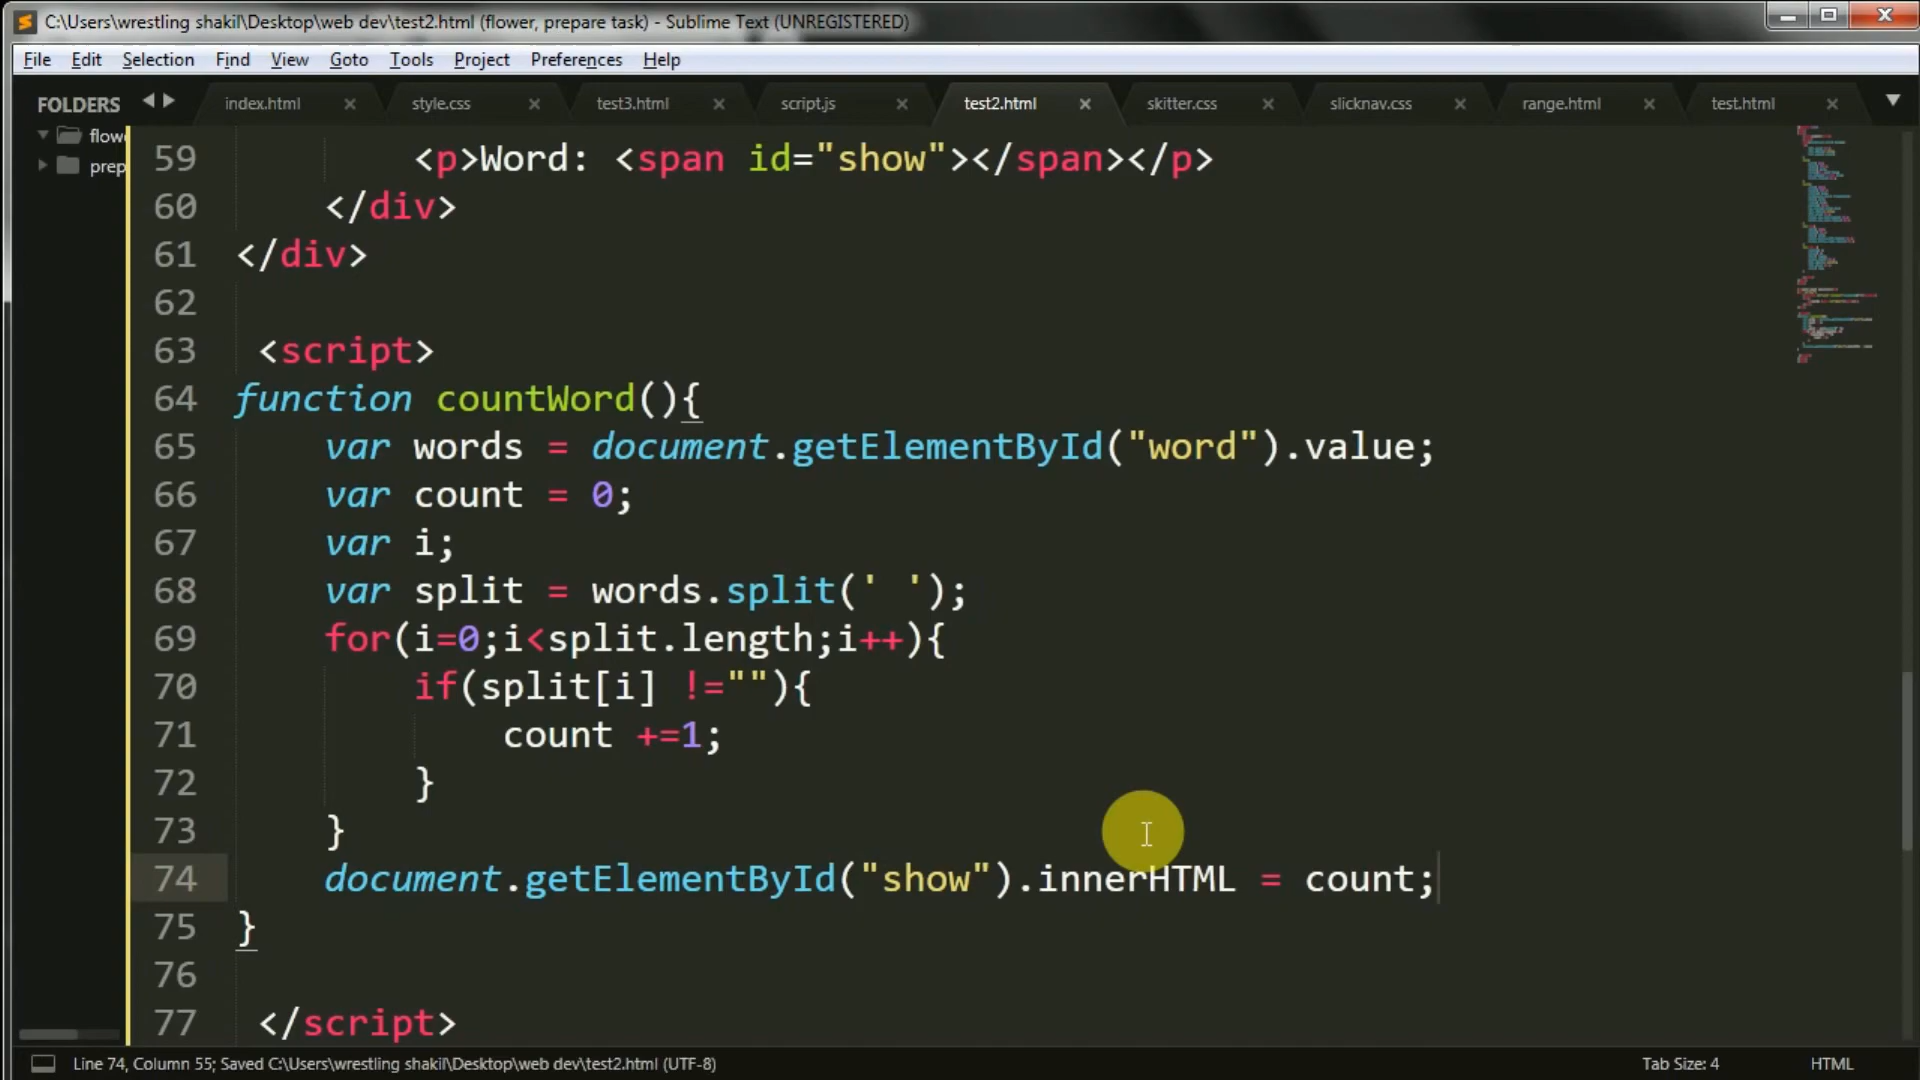 C:\Users\wrestling shakil\Desktop\web dev\test2.html (flower, prepare task) - Sublime Text (UNREGISTERED)
File Edit Selection Find View Goto Tools Project Preferences Help
FOLDERS
flowe
prep
index.html style.css test3.html script.js test2.html skitter.css slicknav.css range.html test.html
59 <p>Word: <span id="show"></span></p>
60 </div>
61 </div>
62
63 <script>
64 function countWord(){
65 var words = document.getElementById("word").value;
66 var count = 0;
67 var i;
68 var split = words.split(' ');
69 for(i=0;i<split.length;i++){
70 if(split[i] !=""){
71 count +=1;
72 }
73 }
74 document.getElementById("show").innerHTML = count;
75 }
76
77 </script>
Line 74, Column 55; Saved C:\Users\wrestling shakil\Desktop\web dev\test2.html (UTF-8)
Tab Size: 4
HTML